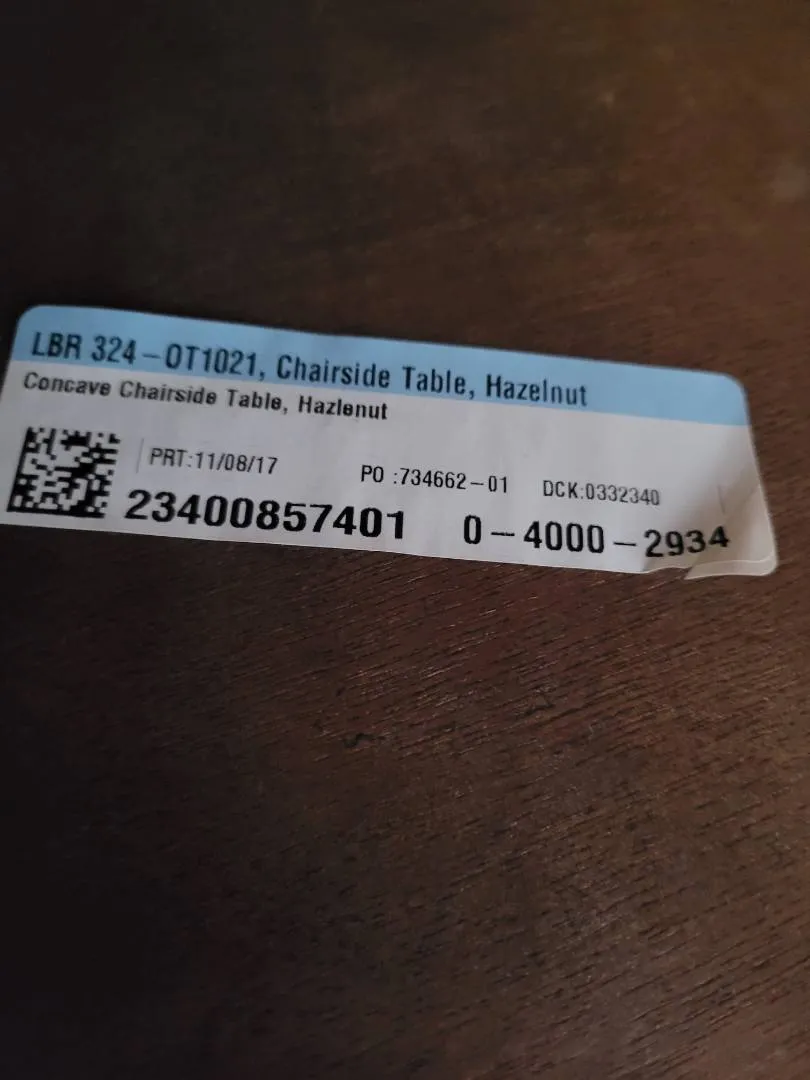 LBR 324-OT1021, Chairside Table, Hazelnut
Concave Chairside Table, Hazlenut
PRT:11/08/17 PO :734662-01 DCK:0332340
23400857401 0-4000-2934